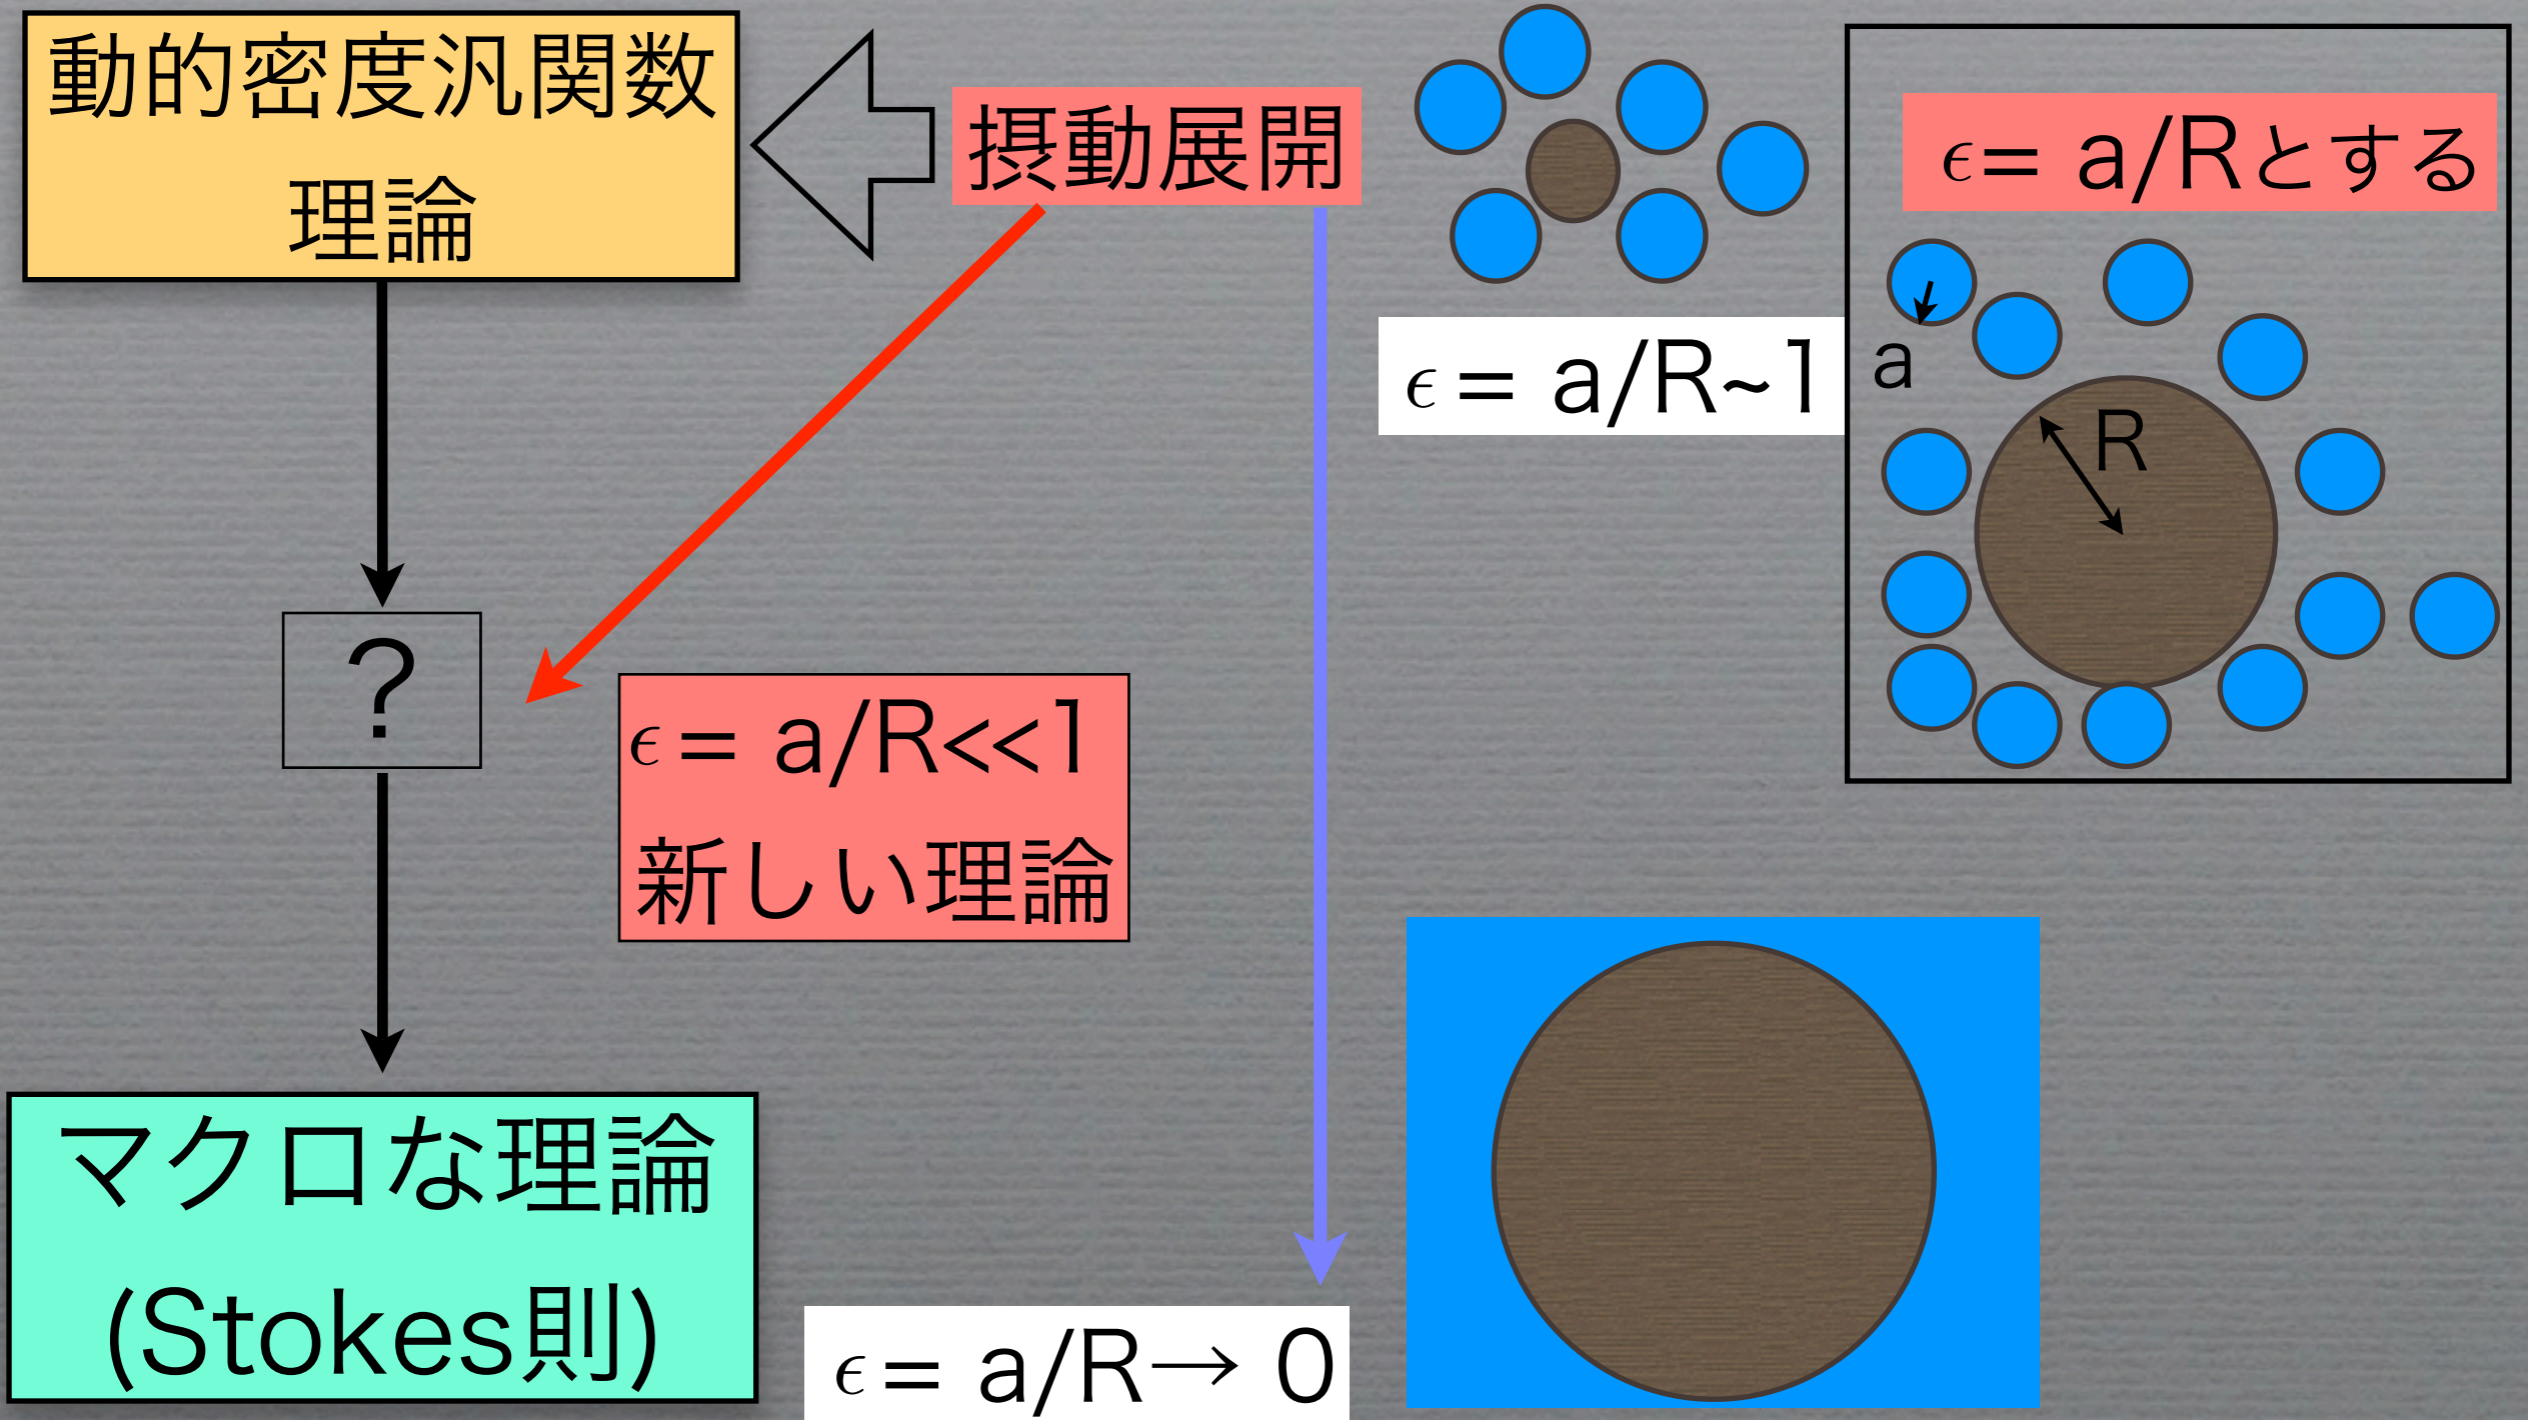 動的密度汎関数
理論
摂動展開
ϵ= a/Rとする
ϵ= a/R~1
a
R
?
ϵ= a/R<<1
新しい理論
マクロな理論
(Stokes則)
ϵ= a/R→ 0